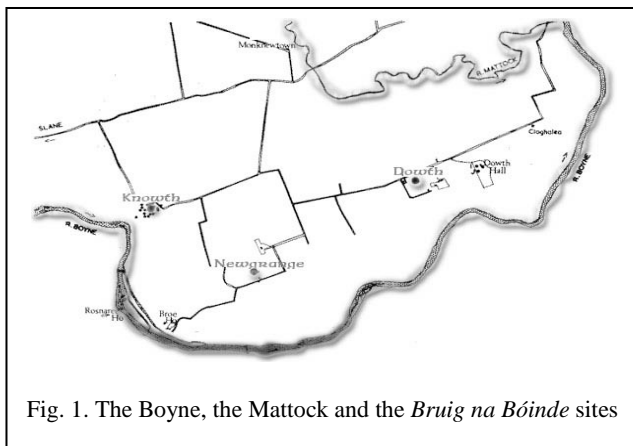 Monknewtown
R. MATTOCK
SLANE
Cloghalea
Dowth
Dowth
Hall
R. BOYNE
Knowth
R. BOYNE
Newgrange
Rosnaree
Ho
Broe
Ho
Fig. 1. The Boyne, the Mattock and the Bruig na Bóinde sites